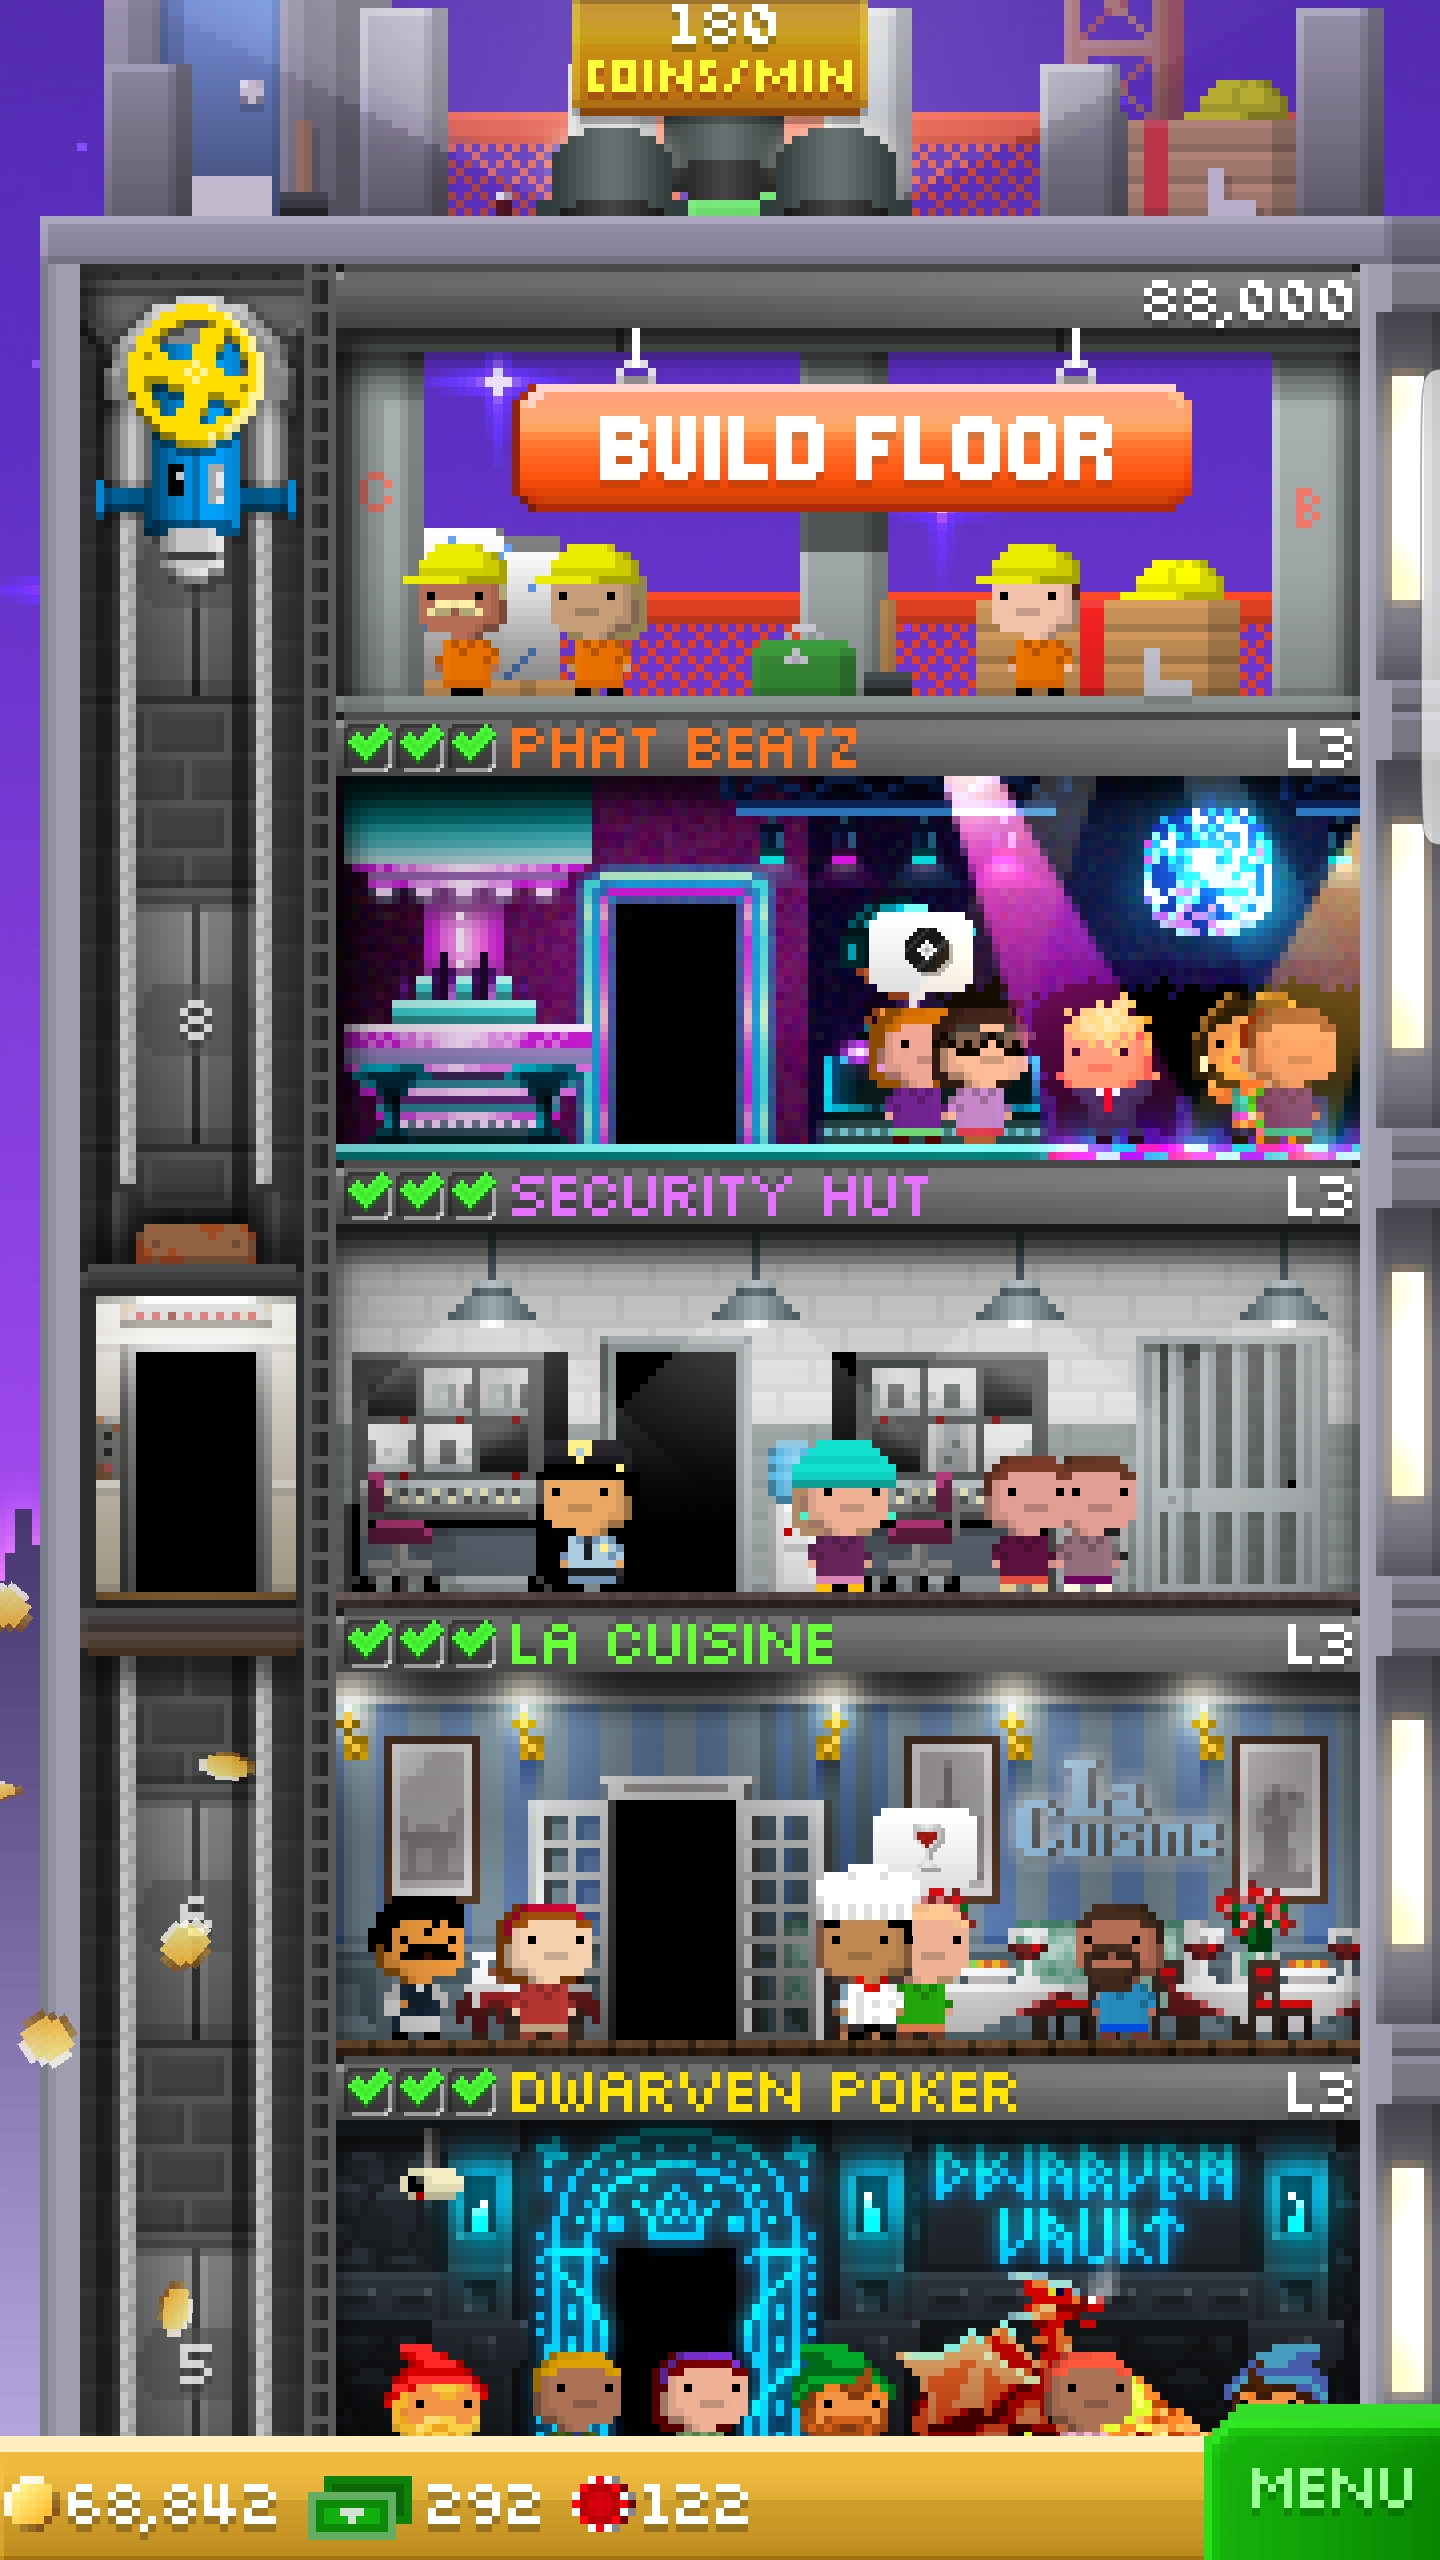 180
COINS/MIN
88,000
BUILD FLOOR
C
B
PHAT BEATZ L3
8
SECURITY HUT L3
LA CUISINE L3
La
Cuisine
DWARVEN POKER L3
DWARVEN
VAULT
5
68,842 292 122
MENU